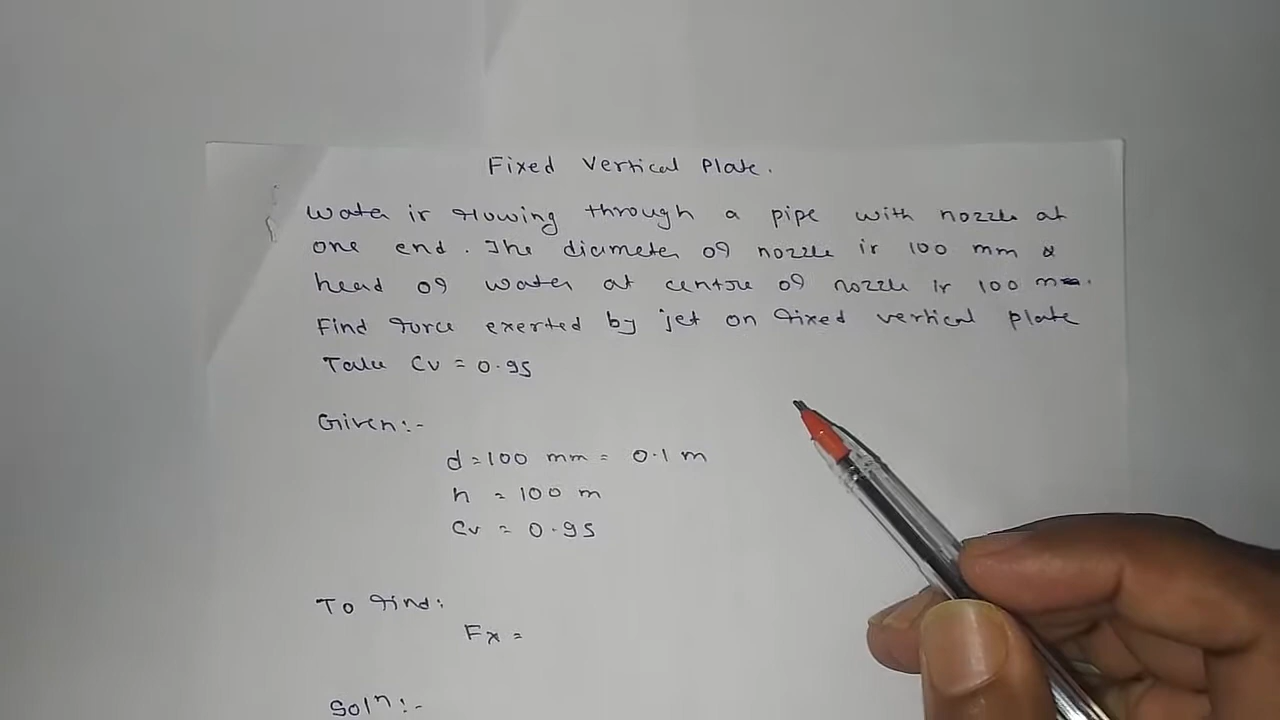 Fixed Vertical Plate.
Water is flowing through a pipe with nozzle at
one end. The diameter of nozzle is 100 mm &
head of water at centre of nozzle is 100 m.
Find force exerted by jet on fixed vertical plate
Take Cv = 0.95
Given:-
d = 100 mm = 0.1 m
h = 100 m
Cv = 0.95
To find:
Fx =
Solⁿ:-